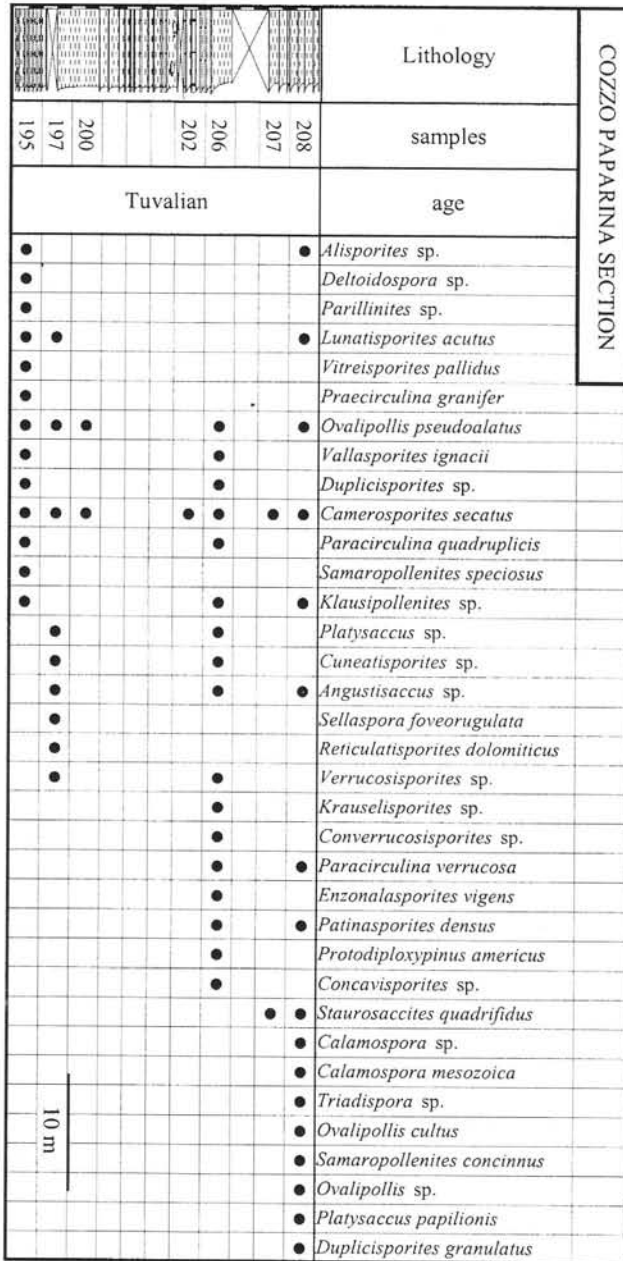 COZZO PAPARINA SECTION
Lithology
195 197 200 202 206 207 208 samples
Tuvalian age
Alisporites sp.
Deltoidospora sp.
Parillinites sp.
Lunatisporites acutus
Vitreisporites pallidus
Praecirculina granifer
Ovalipollis pseudoalatus
Vallasporites ignacii
Duplicisporites sp.
Camerosporites secatus
Paracirculina quadruplicis
Samaropollenites speciosus
Klausipollenites sp.
Platysaccus sp.
Cuneatisporites sp.
Angustisaccus sp.
Sellaspora foveorugulata
Reticulatisporites dolomiticus
Verrucosisporites sp.
Krauselisporites sp.
Converrucosisporites sp.
Paracirculina verrucosa
Enzonalasporites vigens
Patinasporites densus
Protodiploxypinus americus
Concavisporites sp.
Staurosaccites quadrifidus
Calamospora sp.
Calamospora mesozoica
Triadispora sp.
Ovalipollis cultus
Samaropollenites concinnus
Ovalipollis sp.
Platysaccus papilionis
Duplicisporites granulatus
10 m